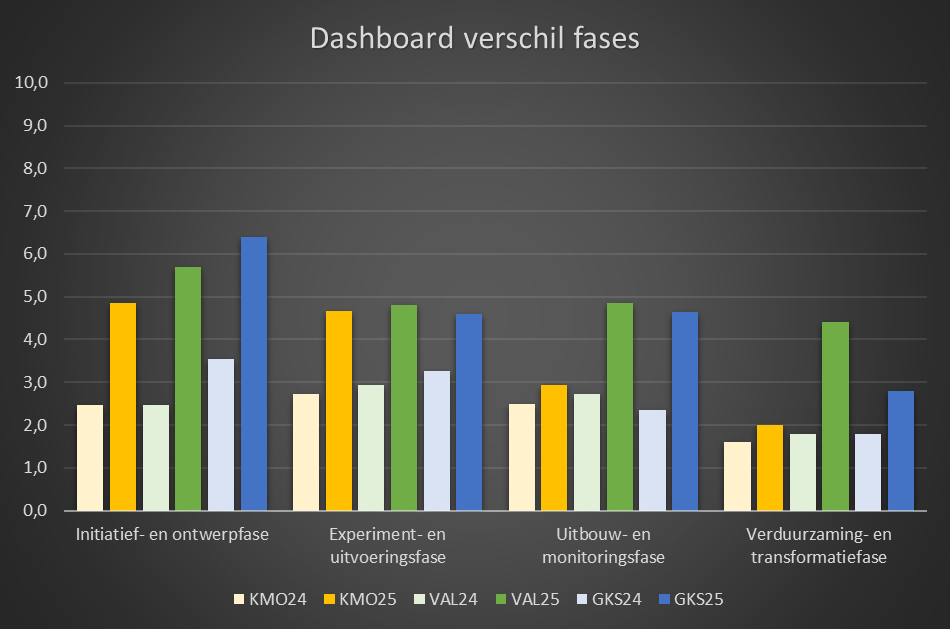 Dashboard verschil fases
10,0
9,0
8,0
7,0
6,0
5,0
4,0
3,0
2,0
1,0
0,0
Initiatief- en ontwerpfase
Experiment- en
uitvoeringsfase
Uitbouw- en
monitoringsfase
Verduurzaming- en
transformatiefase
KMO24 KMO25 VAL24 VAL25 GKS24 GKS25